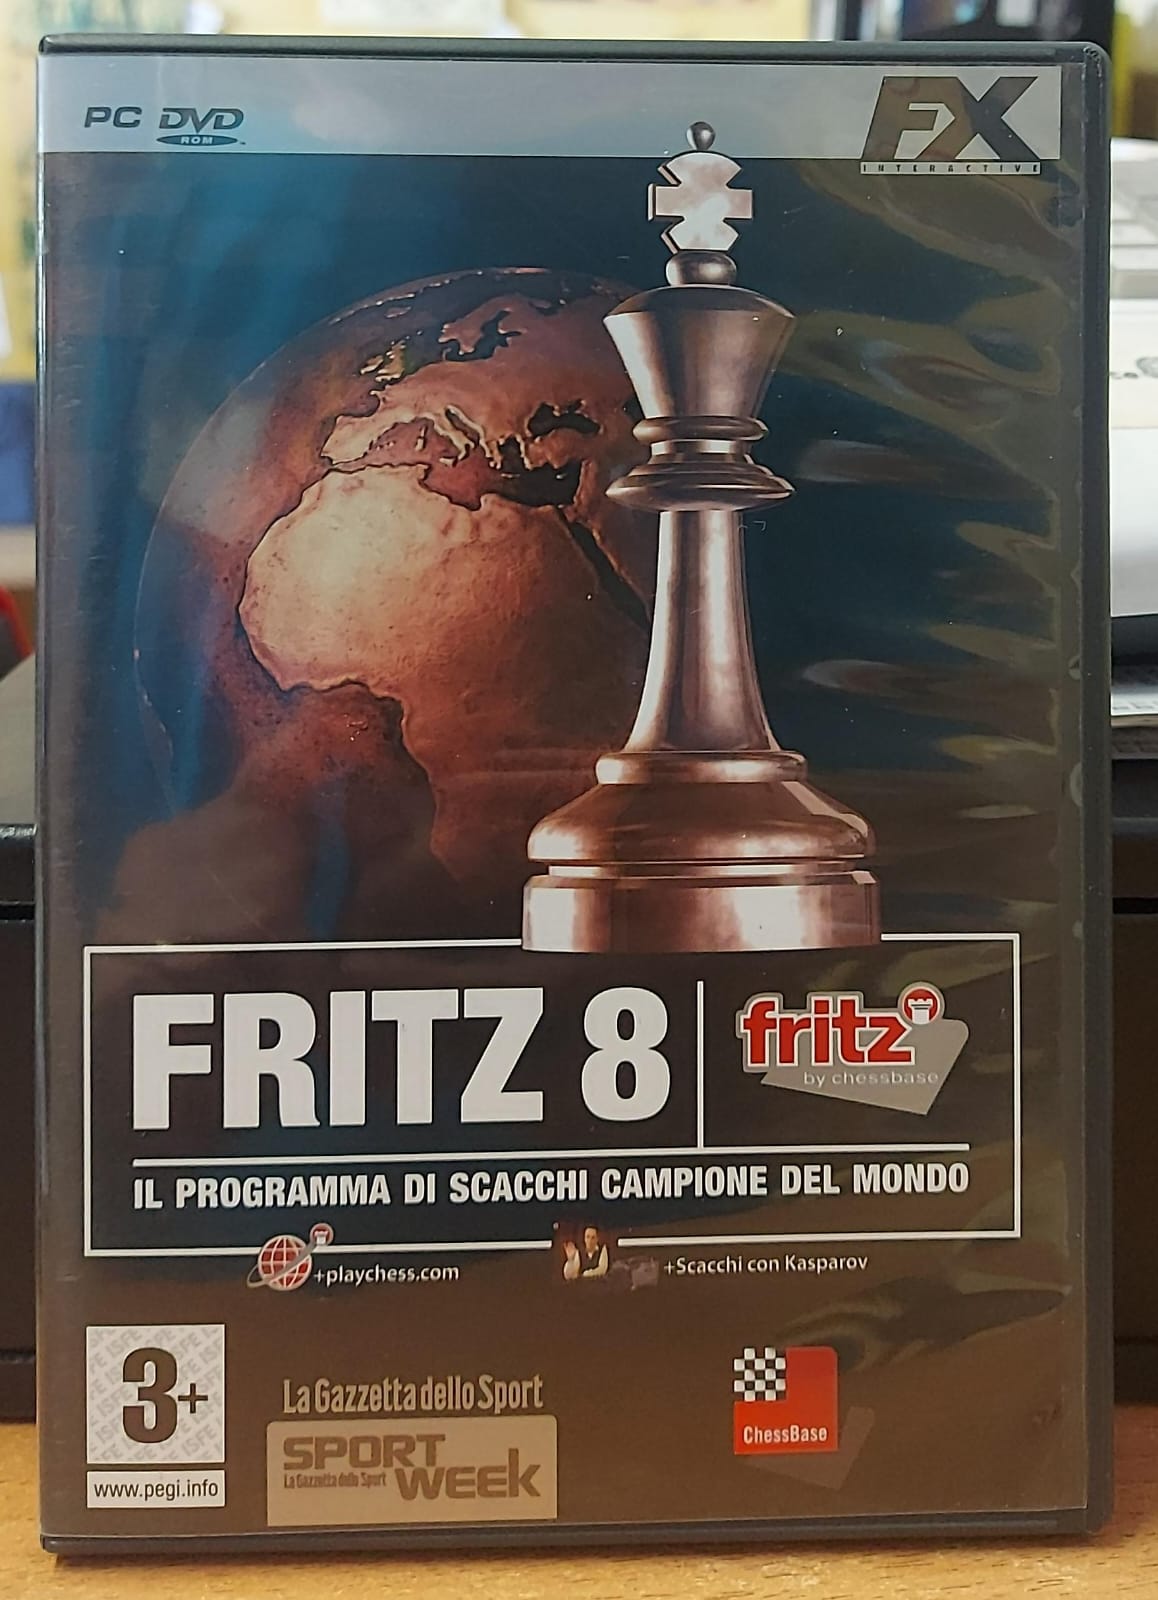 PC DVD
ROM
FX
INTERACTIVE
FRITZ 8
fritz
by chessbase
IL PROGRAMMA DI SCACCHI CAMPIONE DEL MONDO
+playchess.com
+Scacchi con Kasparov
3+
www.pegi.info
La Gazzetta dello Sport
SPORT
La Gazzetta dello Sport
WEEK
ChessBase